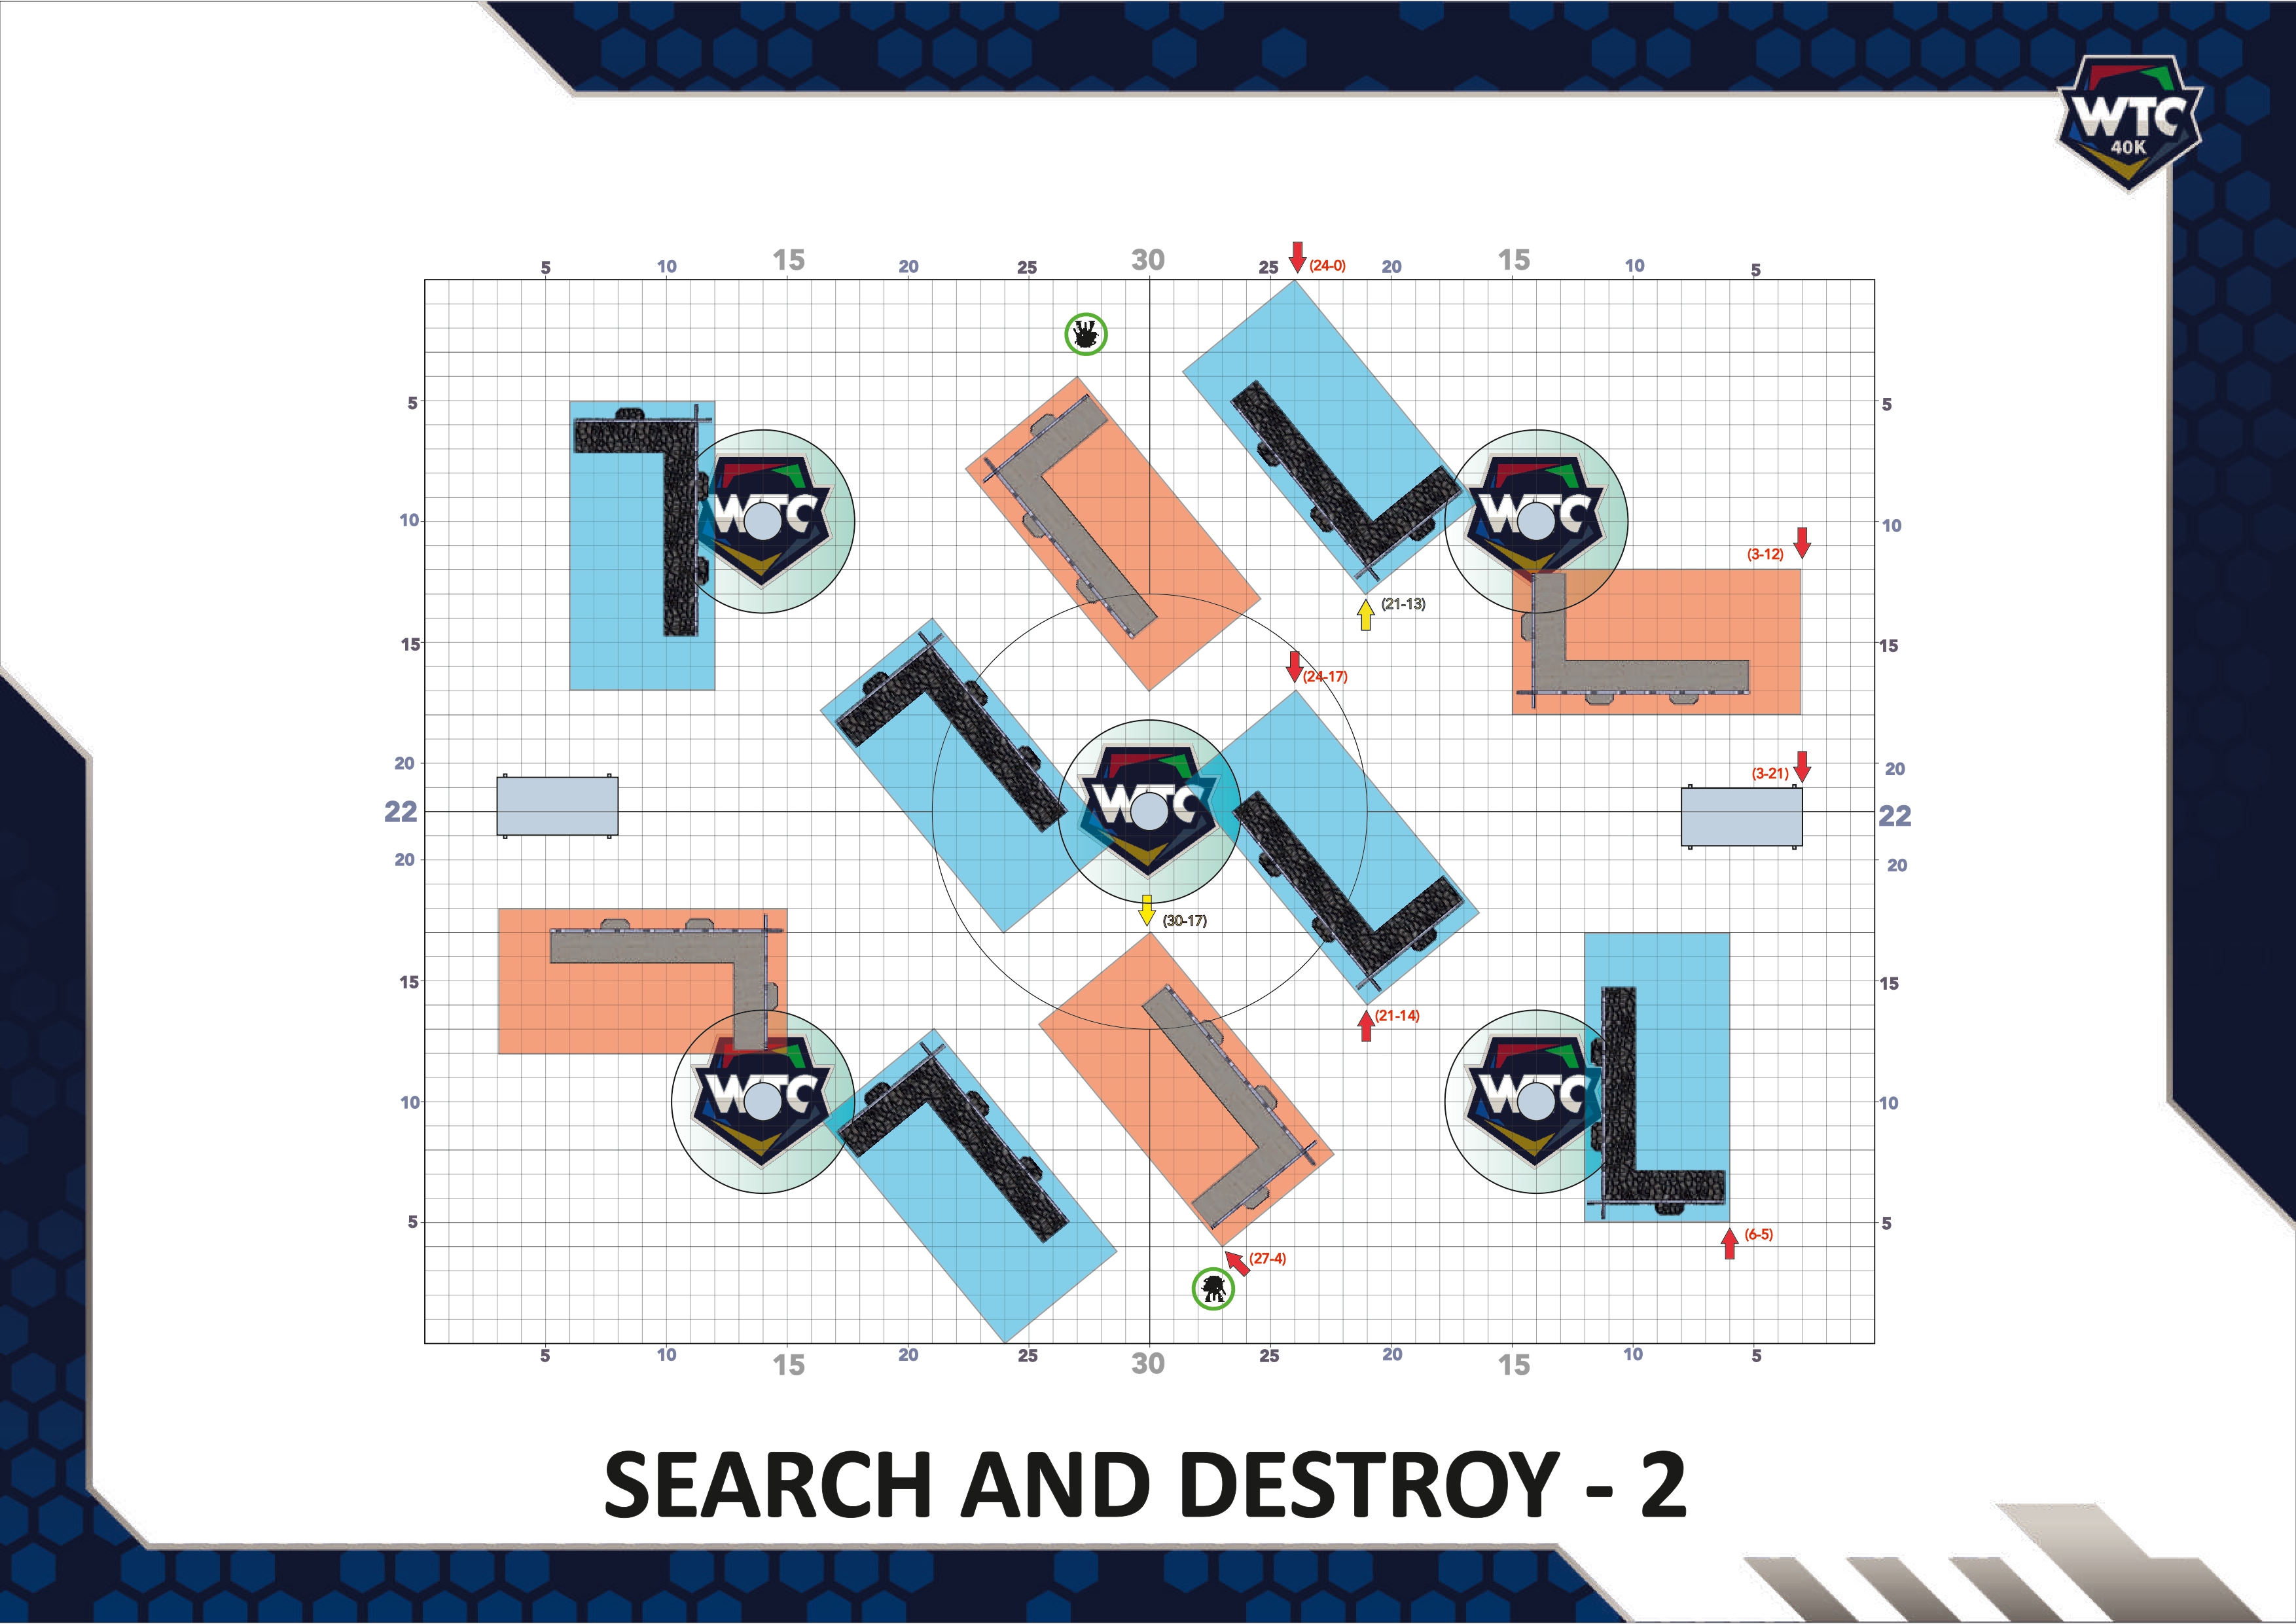 WTC
40K
5 10 15 20 25 30 25 20 15 10 5
(24-0)
5 5
WTC WTC
10 10
(3-12)
(21-13)
15 15
(24-17)
20 20
(3-21)
WTC
22 22
20 20
(30-17)
15 15
(21-14)
WTC WTC
10 10
5 5
(6-5)
(27-4)
5 10 15 20 25 30 25 20 15 10 5
SEARCH AND DESTROY - 2